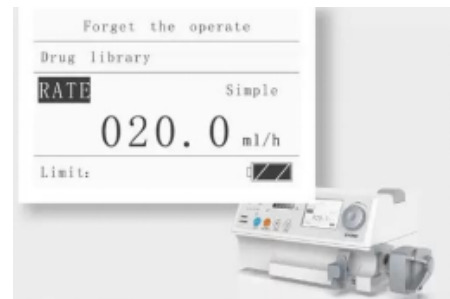 Forget the operate
Drug library
RATE Simple
020.0 ml/h
Limit: